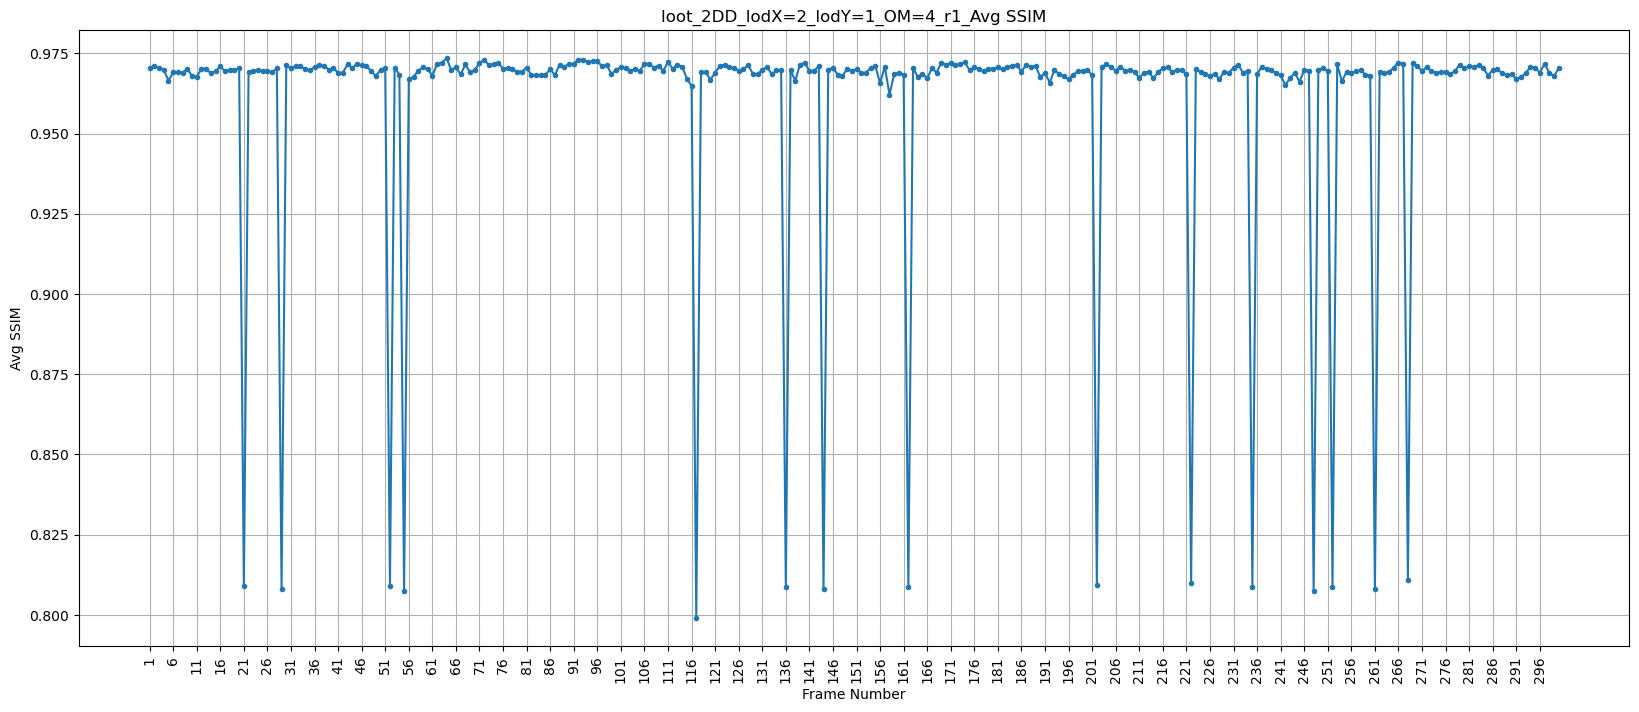 loot_2DD_lodX=2_lodY=1_OM=4_r1_Avg SSIM
Avg SSIM
0.975
0.950
0.925
0.900
0.875
0.850
0.825
0.800
1 6 11 16 21 26 31 36 41 46 51 56 61 66 71 76 81 86 91 96 101 106 111 116 121 126 131 136 141 146 151 156 161 166 171 176 181 186 191 196 201 206 211 216 221 226 231 236 241 246 251 256 261 266 271 276 281 286 291 296
Frame Number